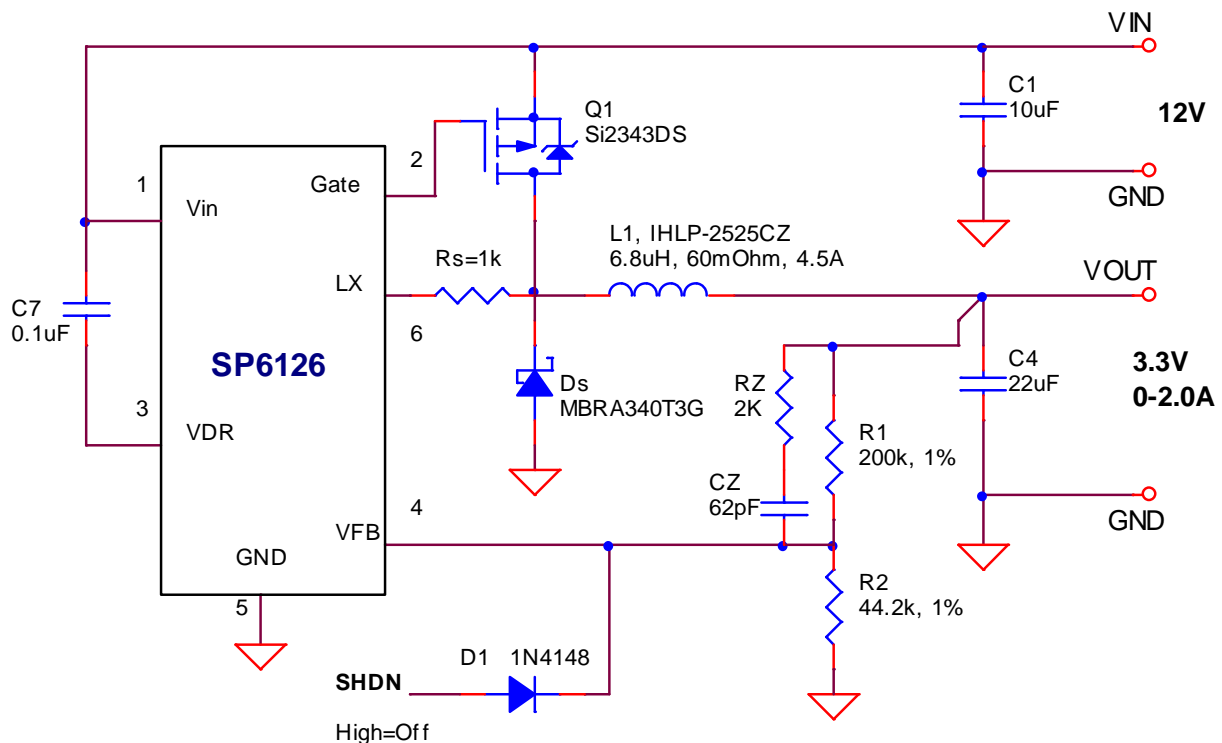 VIN
C1
10uF
12V
GND
Q1
Si2343DS
2
Gate
1
Vin
L1, IHLP-2525CZ
6.8uH, 60mOhm, 4.5A
Rs=1k
LX
6
VOUT
C7
0.1uF
SP6126
Ds
MBRA340T3G
RZ
2K
R1
200k, 1%
C4
22uF
3.3V
0-2.0A
3
VDR
CZ
62pF
4
VFB
GND
GND
5
R2
44.2k, 1%
D1 1N4148
SHDN
High=Off